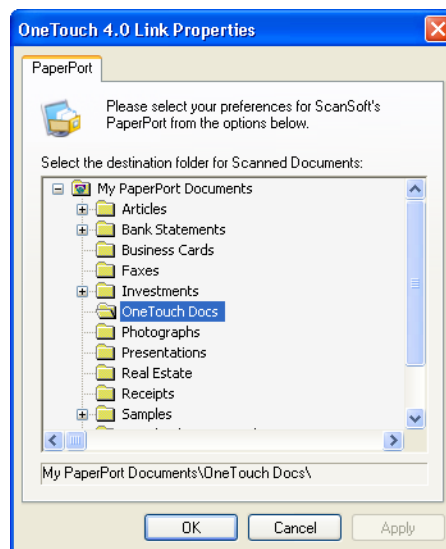 OneTouch 4.0 Link Properties
PaperPort
Please select your preferences for ScanSoft's
PaperPort from the options below.
Select the destination folder for Scanned Documents:
My PaperPort Documents
Articles
Bank Statements
Business Cards
Faxes
Investments
OneTouch Docs
Photographs
Presentations
Real Estate
Receipts
Samples
My PaperPort Documents\OneTouch Docs\
OK Cancel Apply